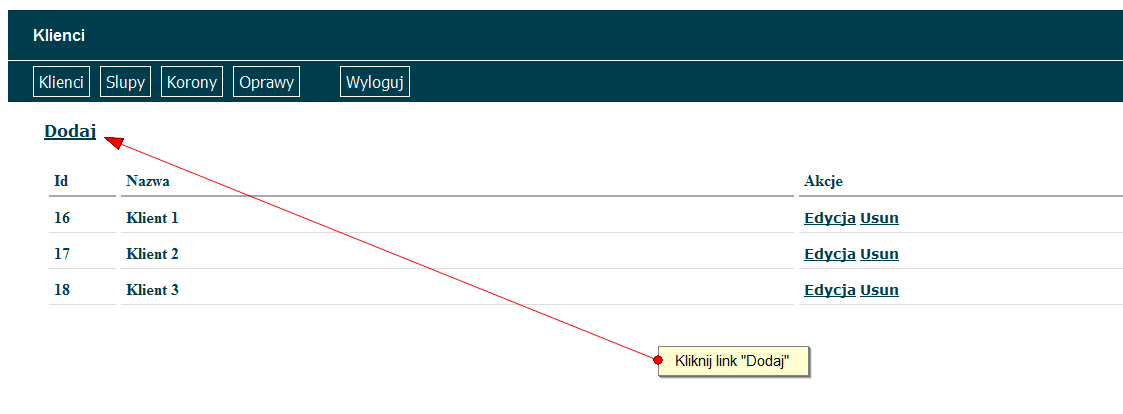 Klienci
Klienci Slupy Korony Oprawy Wyloguj
Dodaj
Id Nazwa Akcje
16 Klient 1 Edycja Usun
17 Klient 2 Edycja Usun
18 Klient 3 Edycja Usun
Kliknij link "Dodaj"